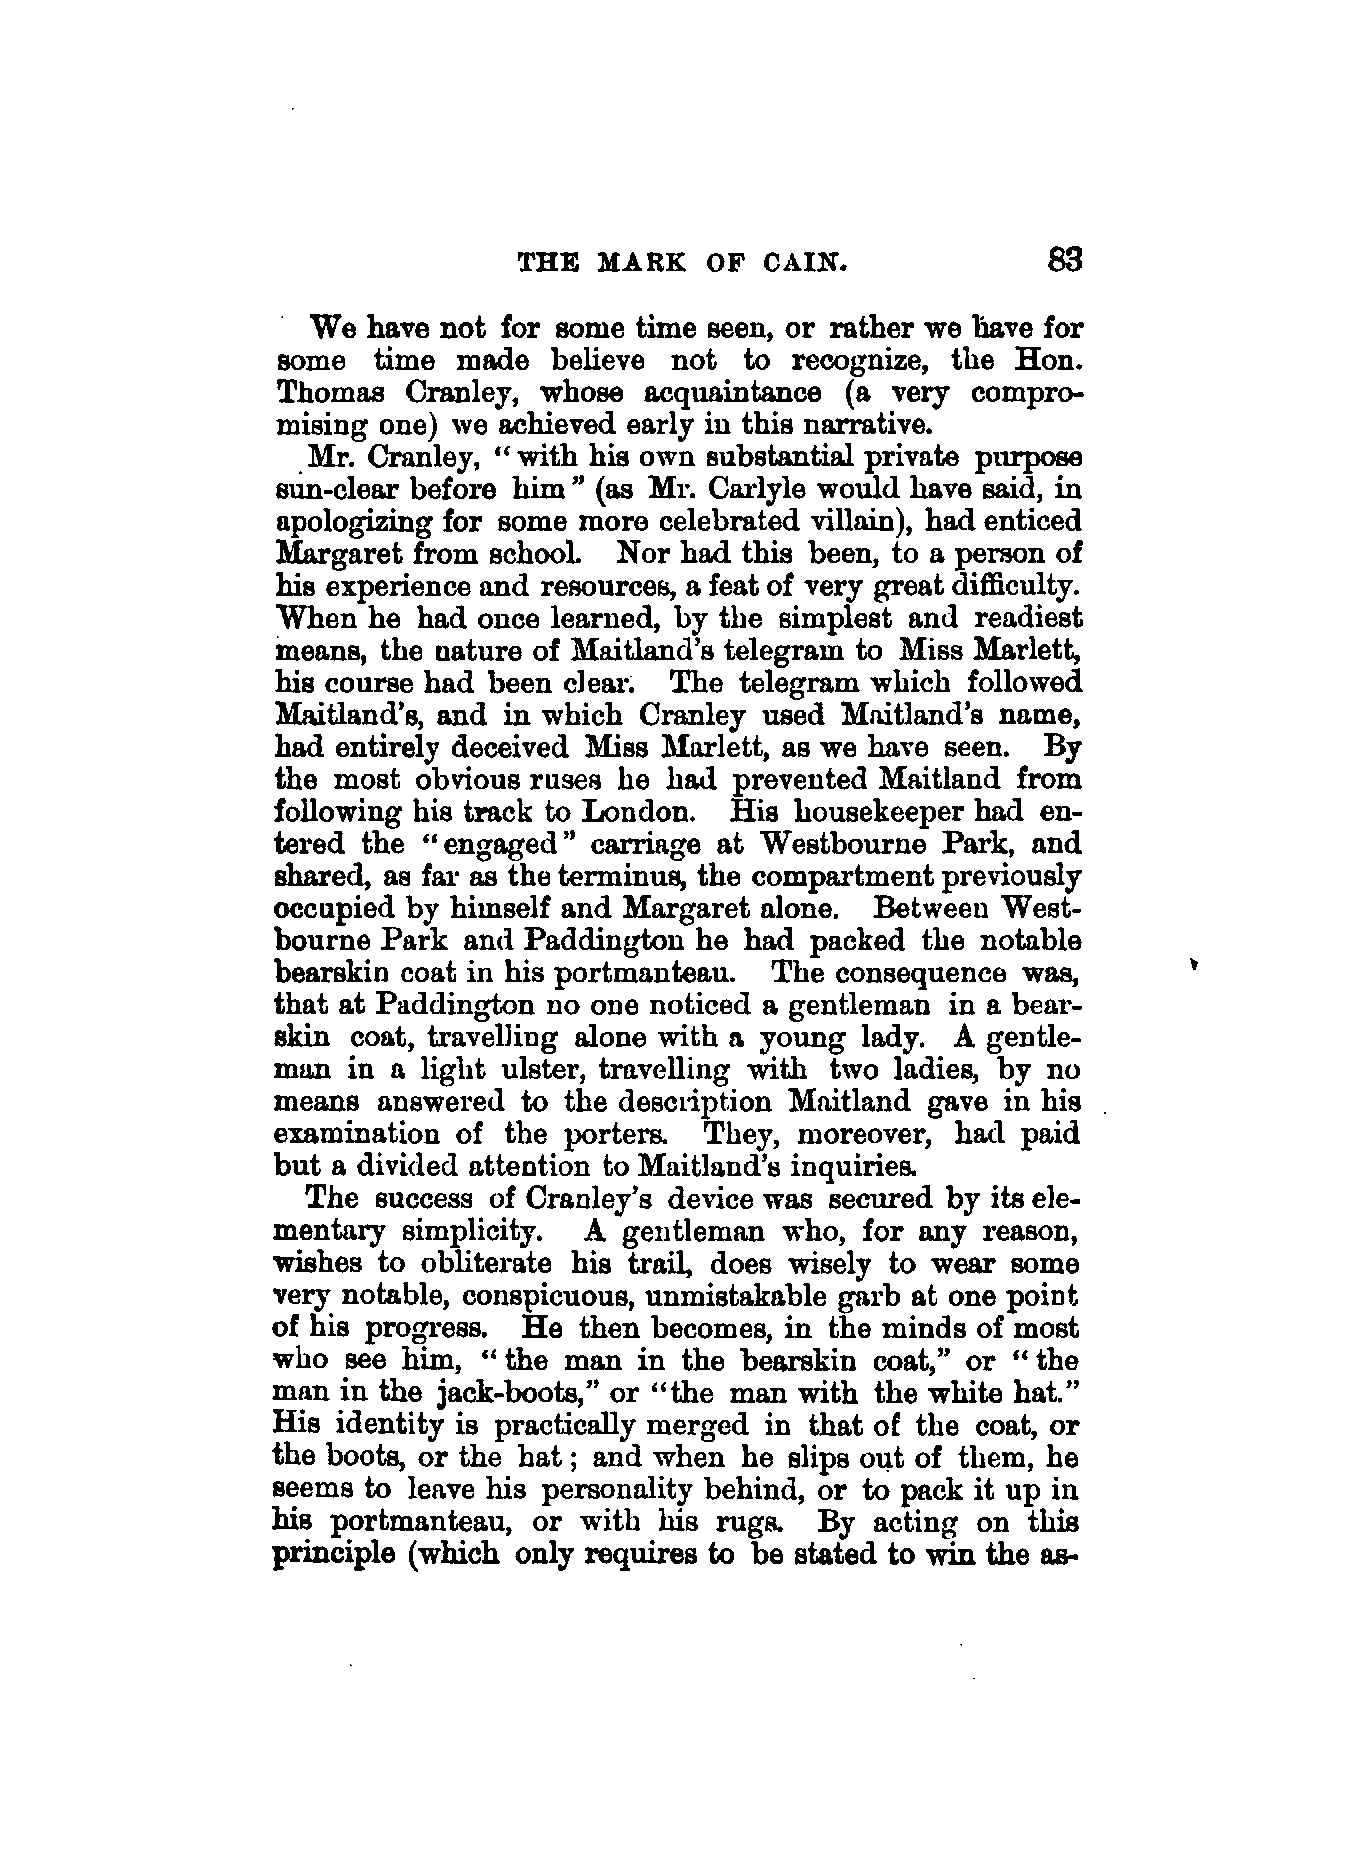 THE MARK OF CAIN. 83
We have not for some time seen, or rather we have for
some time made believe not to recognize, the Hon.
Thomas Cranley, whose acquaintance (a very compro-
mising one) we achieved early in this narrative.
Mr. Cranley, “with his own substantial private purpose
sun-clear before him” (as Mr. Carlyle would have said, in
apologizing for some more celebrated villain), had enticed
Margaret from school. Nor had this been, to a person of
his experience and resources, a feat of very great difficulty.
When he had once learned, by the simplest and readiest
means, the nature of Maitland's telegram to Miss Marlett,
his course had been clear. The telegram which followed
Maitland's, and in which Cranley used Maitland's name,
had entirely deceived Miss Marlett, as we have seen. By
the most obvious ruses he had prevented Maitland from
following his track to London. His housekeeper had en-
tered the “engaged” carriage at Westbourne Park, and
shared, as far as the terminus, the compartment previously
occupied by himself and Margaret alone. Between West-
bourne Park and Paddington he had packed the notable
bearskin coat in his portmanteau. The consequence was,
that at Paddington no one noticed a gentleman in a bear-
skin coat, travelling alone with a young lady. A gentle-
man in a light ulster, travelling with two ladies, by no
means answered to the description Maitland gave in his
examination of the porters. They, moreover, had paid
but a divided attention to Maitland's inquiries.
The success of Cranley's device was secured by its ele-
mentary simplicity. A gentleman who, for any reason,
wishes to obliterate his trail, does wisely to wear some
very notable, conspicuous, unmistakable garb at one point
of his progress. He then becomes, in the minds of most
who see him, “the man in the bearskin coat,” or “the
man in the jack-boots,” or “the man with the white hat.”
His identity is practically merged in that of the coat, or
the boots, or the hat; and when he slips out of them, he
seems to leave his personality behind, or to pack it up in
his portmanteau, or with his rugs. By acting on this
principle (which only requires to be stated to win the as-